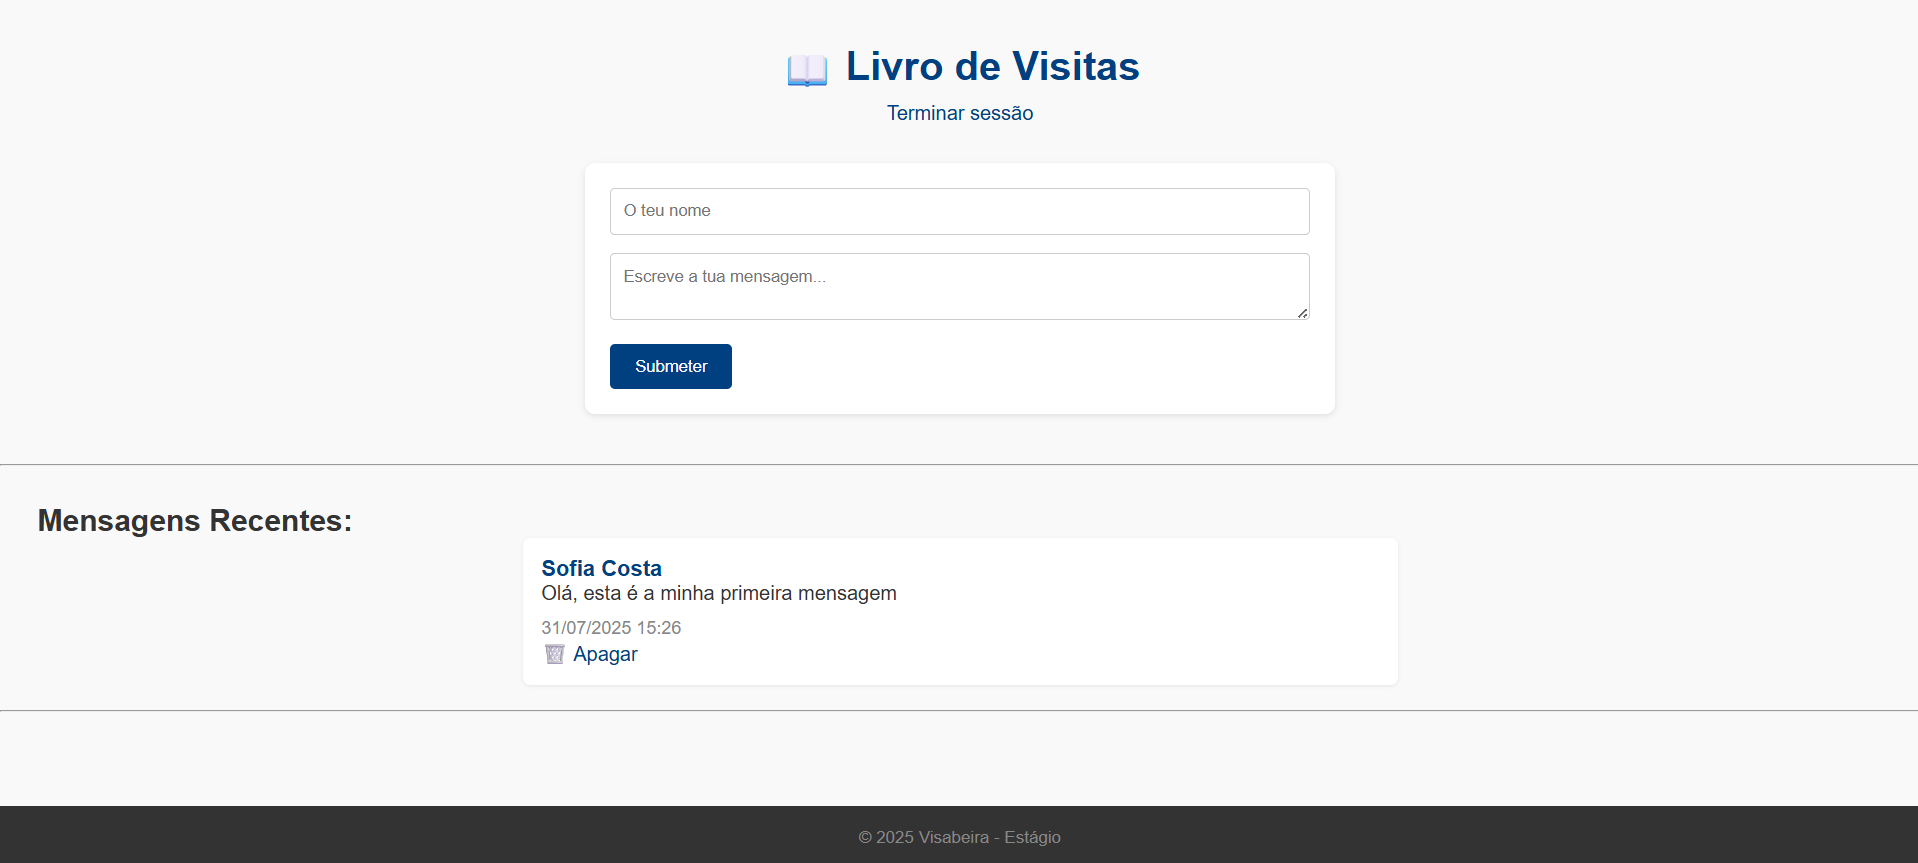 📖 Livro de Visitas
Terminar sessão
O teu nome
Escreve a tua mensagem...
Submeter
Mensagens Recentes:
Sofia Costa
Olá, esta é a minha primeira mensagem
31/07/2025 15:26
🗑️ Apagar
© 2025 Visabeira - Estágio